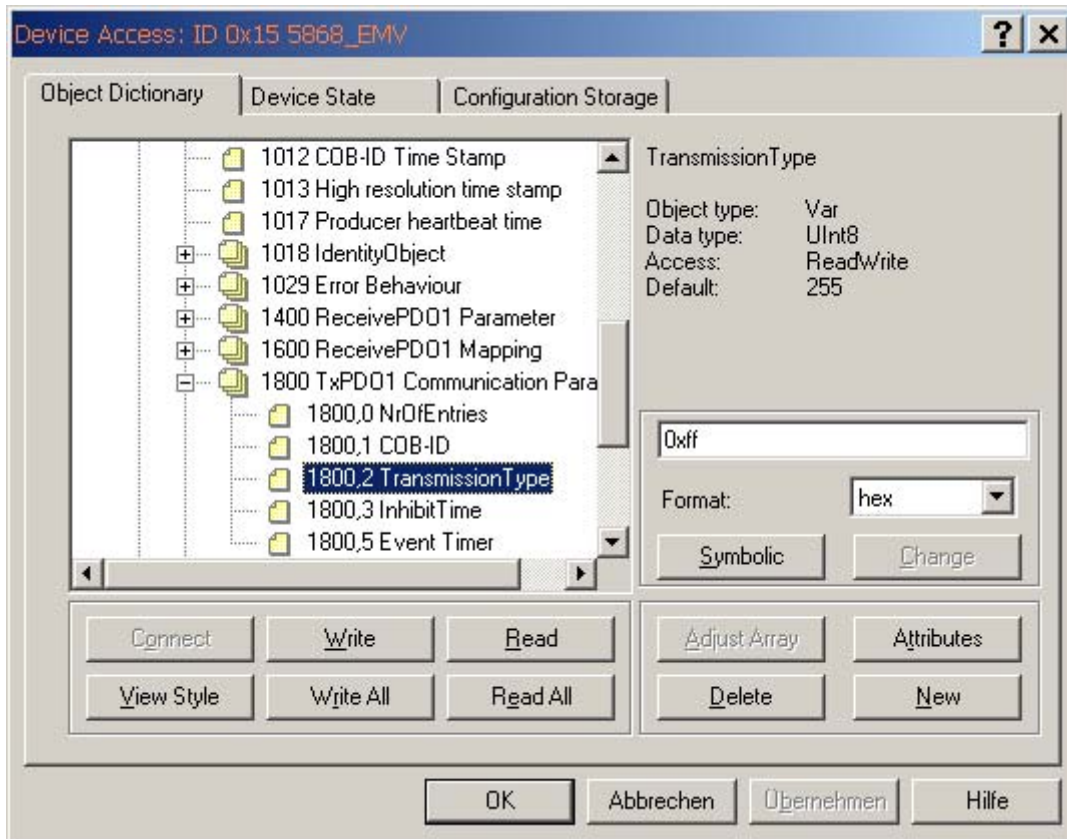 Device Access: ID 0x15 5868_EMV
Object Dictionary
Device State
Configuration Storage
1012 COB-ID Time Stamp
1013 High resolution time stamp
1017 Producer heartbeat time
1018 IdentityObject
1029 Error Behaviour
1400 ReceivePDO1 Parameter
1600 ReceivePDO1 Mapping
1800 TxPDO1 Communication Para
1800,0 NrOfEntries
1800,1 COB-ID
1800,2 TransmissionType
1800,3 InhibitTime
1800,5 Event Timer
TransmissionType
Object type: Var
Data type: UInt8
Access: ReadWrite
Default: 255
0xff
Format: hex
Symbolic
Change
Connect
Write
Read
View Style
Write All
Read All
Adjust Array
Attributes
Delete
New
OK
Abbrechen
Übernehmen
Hilfe